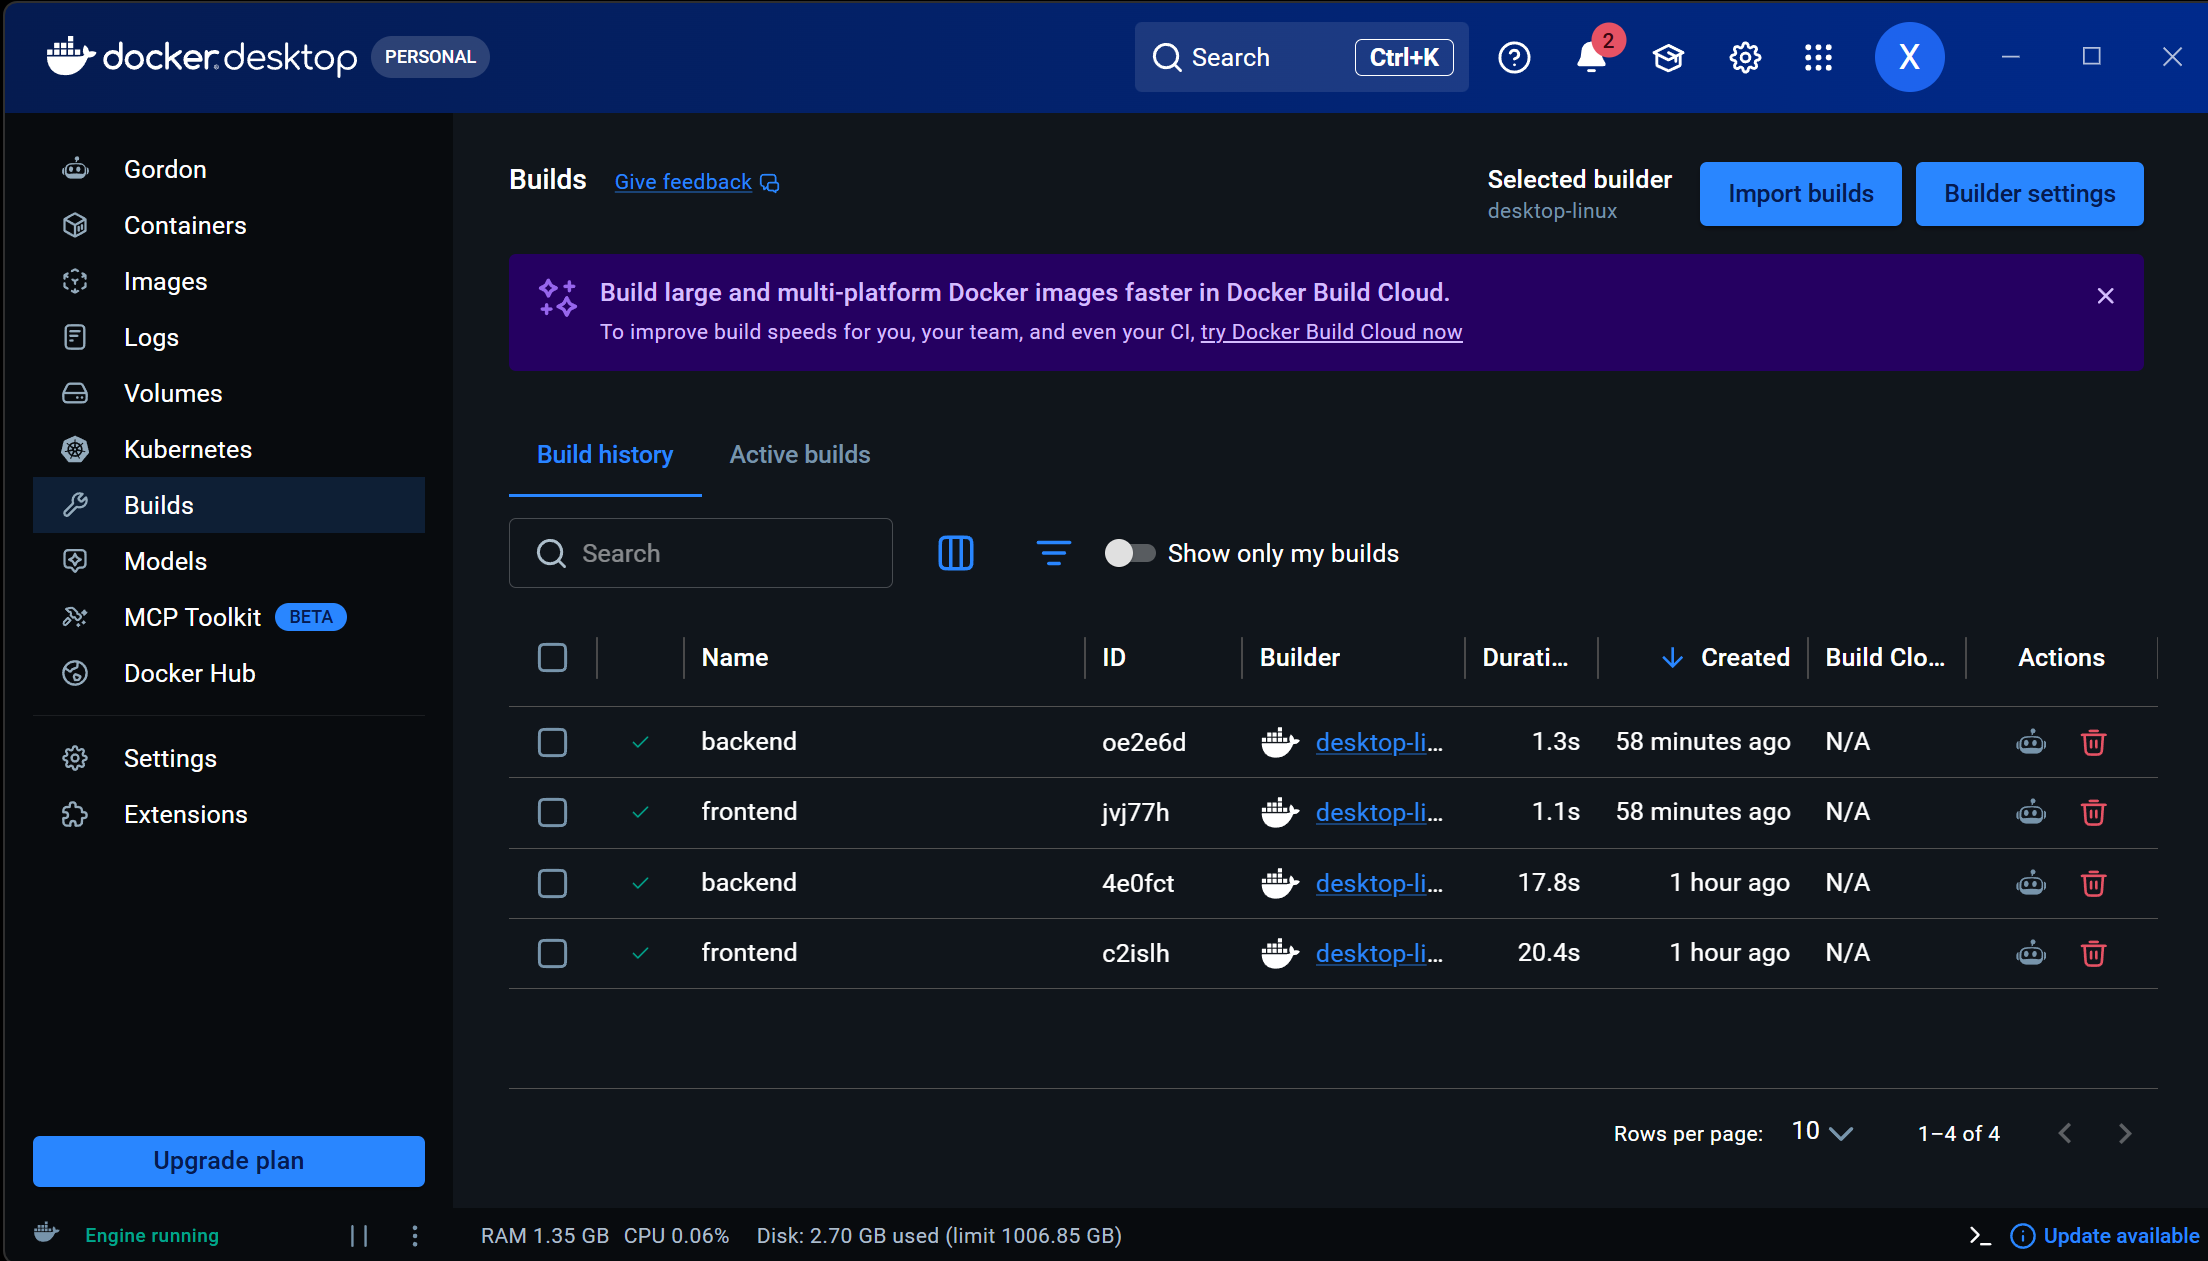 docker.desktop PERSONAL
Search Ctrl+K
2
X
Gordon
Containers
Images
Logs
Volumes
Kubernetes
Builds
Models
MCP Toolkit BETA
Docker Hub
Settings
Extensions
Upgrade plan
Builds Give feedback
Selected builder
desktop-linux
Import builds
Builder settings
Build large and multi-platform Docker images faster in Docker Build Cloud.
To improve build speeds for you, your team, and even your CI, try Docker Build Cloud now
Build history Active builds
Search Show only my builds
Name ID Builder Durati... Created Build Clo... Actions
backend oe2e6d desktop-li... 1.3s 58 minutes ago N/A
frontend jvj77h desktop-li... 1.1s 58 minutes ago N/A
backend 4e0fct desktop-li... 17.8s 1 hour ago N/A
frontend c2islh desktop-li... 20.4s 1 hour ago N/A
Rows per page: 10 1–4 of 4
Engine running RAM 1.35 GB CPU 0.06% Disk: 2.70 GB used (limit 1006.85 GB) Update available